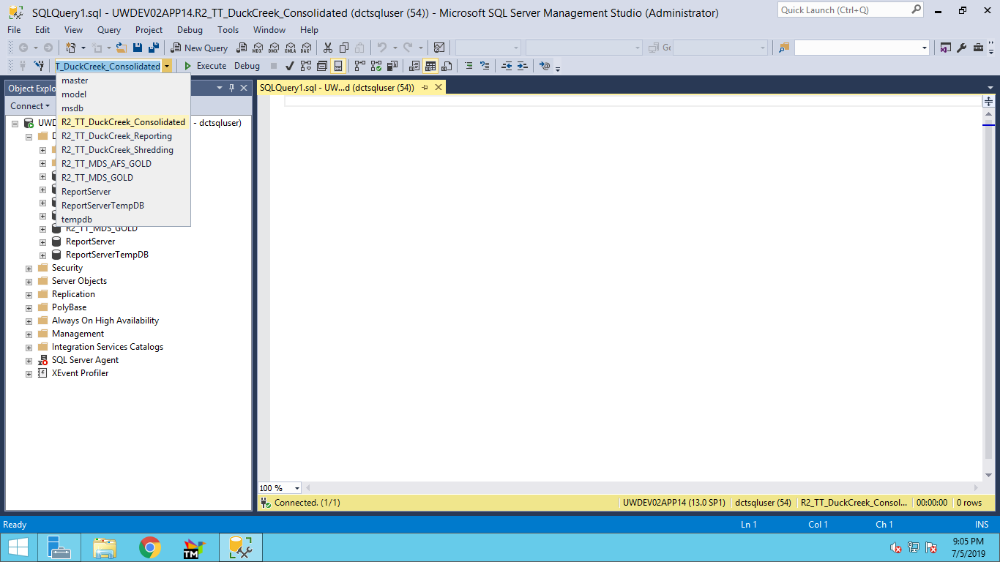 SQLQuery1.sql - UWDEV02APP14.R2_TT_DuckCreek_Consolidated (dctsqluser (54)) - Microsoft SQL Server Management Studio (Administrator)
Quick Launch (Ctrl+Q)
File Edit View Query Project Debug Tools Window Help
New Query MDX DMX XMLA DAX Ge
T_DuckCreek_Consolidated Execute Debug
master
model
msdb
R2_TT_DuckCreek_Consolidated
R2_TT_DuckCreek_Reporting
R2_TT_DuckCreek_Shredding
R2_TT_MDS_AFS_GOLD
R2_TT_MDS_GOLD
ReportServer
ReportServerTempDB
tempdb
Object Explo
Connect
UWD - dctsqluser)
D
R2_TT_MDS_GOLD
ReportServer
ReportServerTempDB
Security
Server Objects
Replication
PolyBase
Always On High Availability
Management
Integration Services Catalogs
SQL Server Agent
XEvent Profiler
SQLQuery1.sql - UW...d (dctsqluser (54))
100 %
Connected. (1/1) UWDEV02APP14 (13.0 SP1) dctsqluser (54) R2_TT_DuckCreek_Consol... 00:00:00 0 rows
Ready Ln 1 Col 1 Ch 1 INS
TM
9:05 PM
7/5/2019